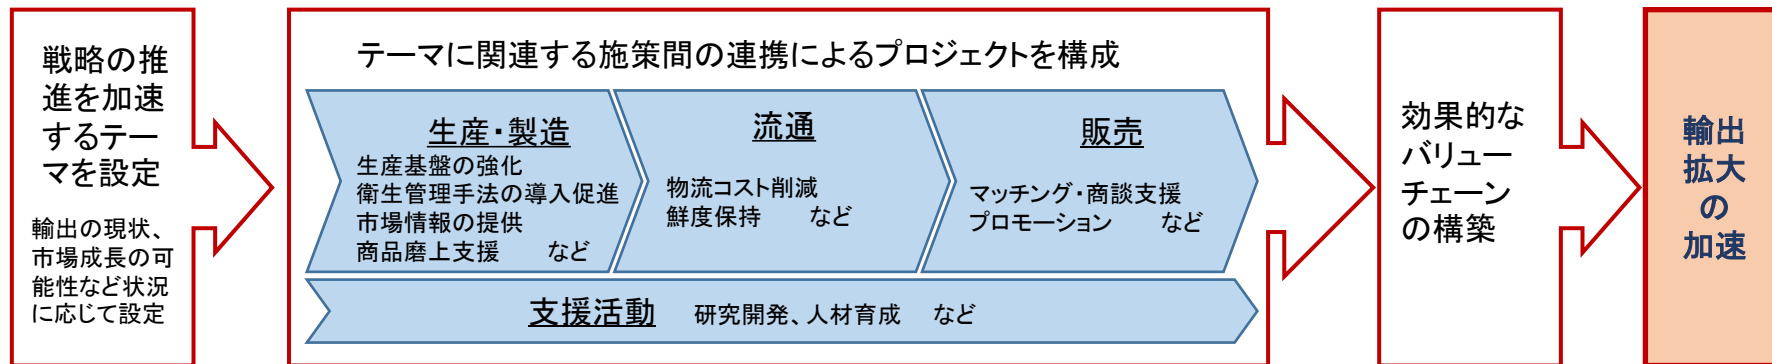 戦略の推
進を加速
するテー
マを設定
輸出の現状、
市場成長の可
能性など状況
に応じて設定
テーマに関連する施策間の連携によるプロジェクトを構成
生産・製造
生産基盤の強化
衛生管理手法の導入促進
市場情報の提供
商品磨上支援 など
流通
物流コスト削減
鮮度保持 など
販売
マッチング・商談支援
プロモーション など
支援活動 研究開発、人材育成 など
効果的な
バリュー
チェーン
の構築
輸出
拡大
の
加速